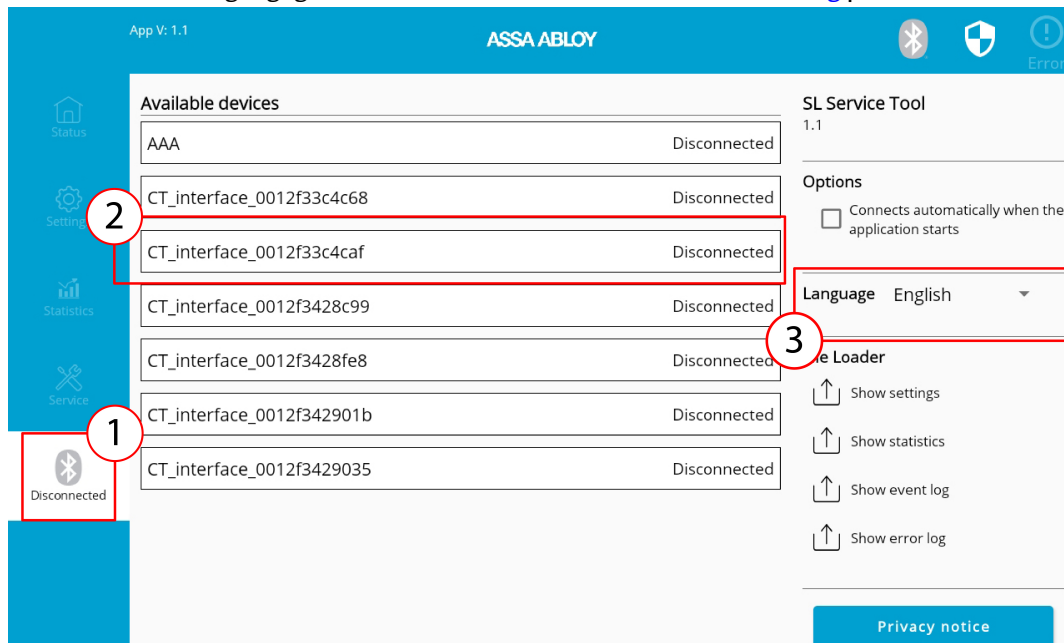 App V: 1.1
ASSA ABLOY
Error
Status
Settin
Statistics
Service
Disconnected
1
2
3
Available devices
AAA Disconnected
CT_interface_0012f33c4c68 Disconnected
CT_interface_0012f33c4caf Disconnected
CT_interface_0012f3428c99 Disconnected
CT_interface_0012f3428fe8 Disconnected
CT_interface_0012f342901b Disconnected
CT_interface_0012f3429035 Disconnected
SL Service Tool
1.1
Options
Connects automatically when the
application starts
Language English
Loader
Show settings
Show statistics
Show event log
Show error log
Privacy notice